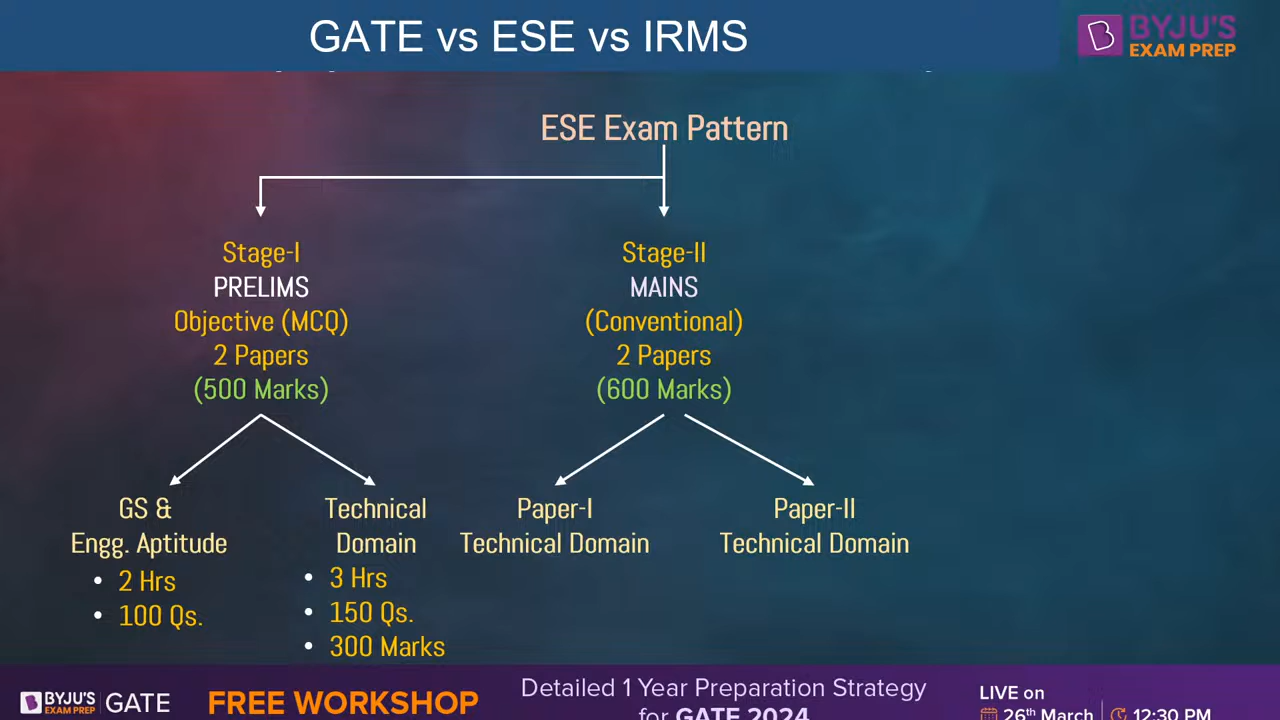 GATE vs ESE vs IRMS
BYJU'S
EXAM PREP
ESE Exam Pattern
Stage-I
PRELIMS
Objective (MCQ)
2 Papers
(500 Marks)
Stage-II
MAINS
(Conventional)
2 Papers
(600 Marks)
GS &
Engg. Aptitude
• 2 Hrs
• 100 Qs.
Technical
Domain
• 3 Hrs
• 150 Qs.
• 300 Marks
Paper-I
Technical Domain
Paper-II
Technical Domain
BYJU'S
EXAM PREP
GATE
FREE WORKSHOP
Detailed 1 Year Preparation Strategy
for GATE 2024
LIVE on
26th March
12:30 PM